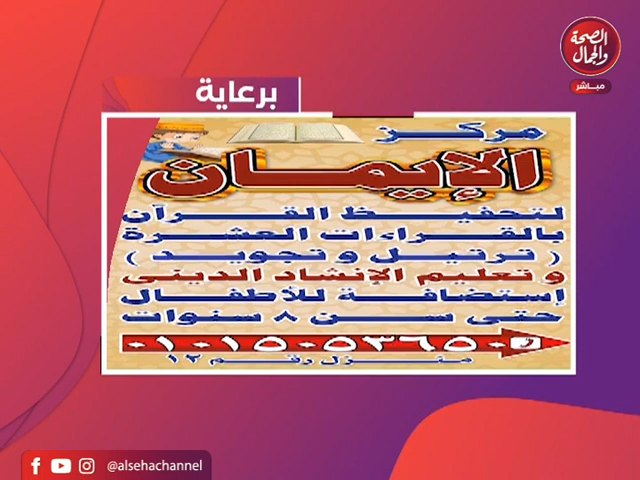 الصحة
والجمال
مباشر
برعاية
مركز
الإيمان
لتحفيظ القرآن
بالقراءات العشرة
( ترتيل و تجويد )
و تعليم الإنشاد الدينى
إستضافة للأطفال
حتى سن ٨ سنوات
٠١٠١٥٠٥٣٦٥٠
منزل رقم ١٢
@alsehachannel